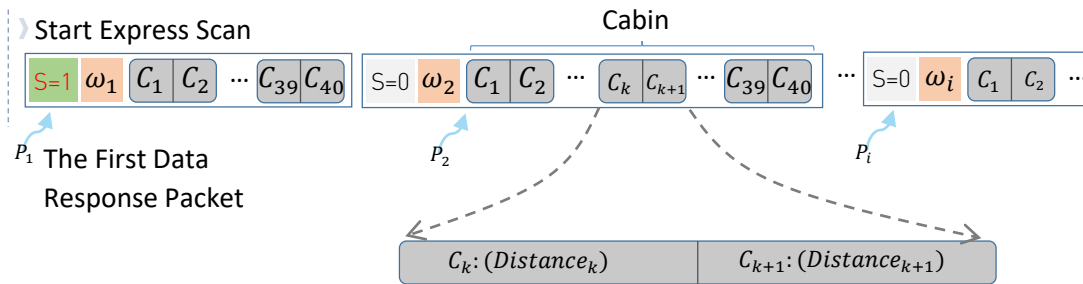 Cabin
Start Express Scan
S=1 ω₁ C₁ C₂ ... C₃₉ C₄₀ S=0 ω₂ C₁ C₂ ... Cₖ Cₖ₊₁ ... C₃₉ C₄₀ ... S=0 ωᵢ C₁ C₂ ...
P₁ P₂ Pᵢ
The First Data
Response Packet
Cₖ: (Distanceₖ) Cₖ₊₁: (Distanceₖ₊₁)